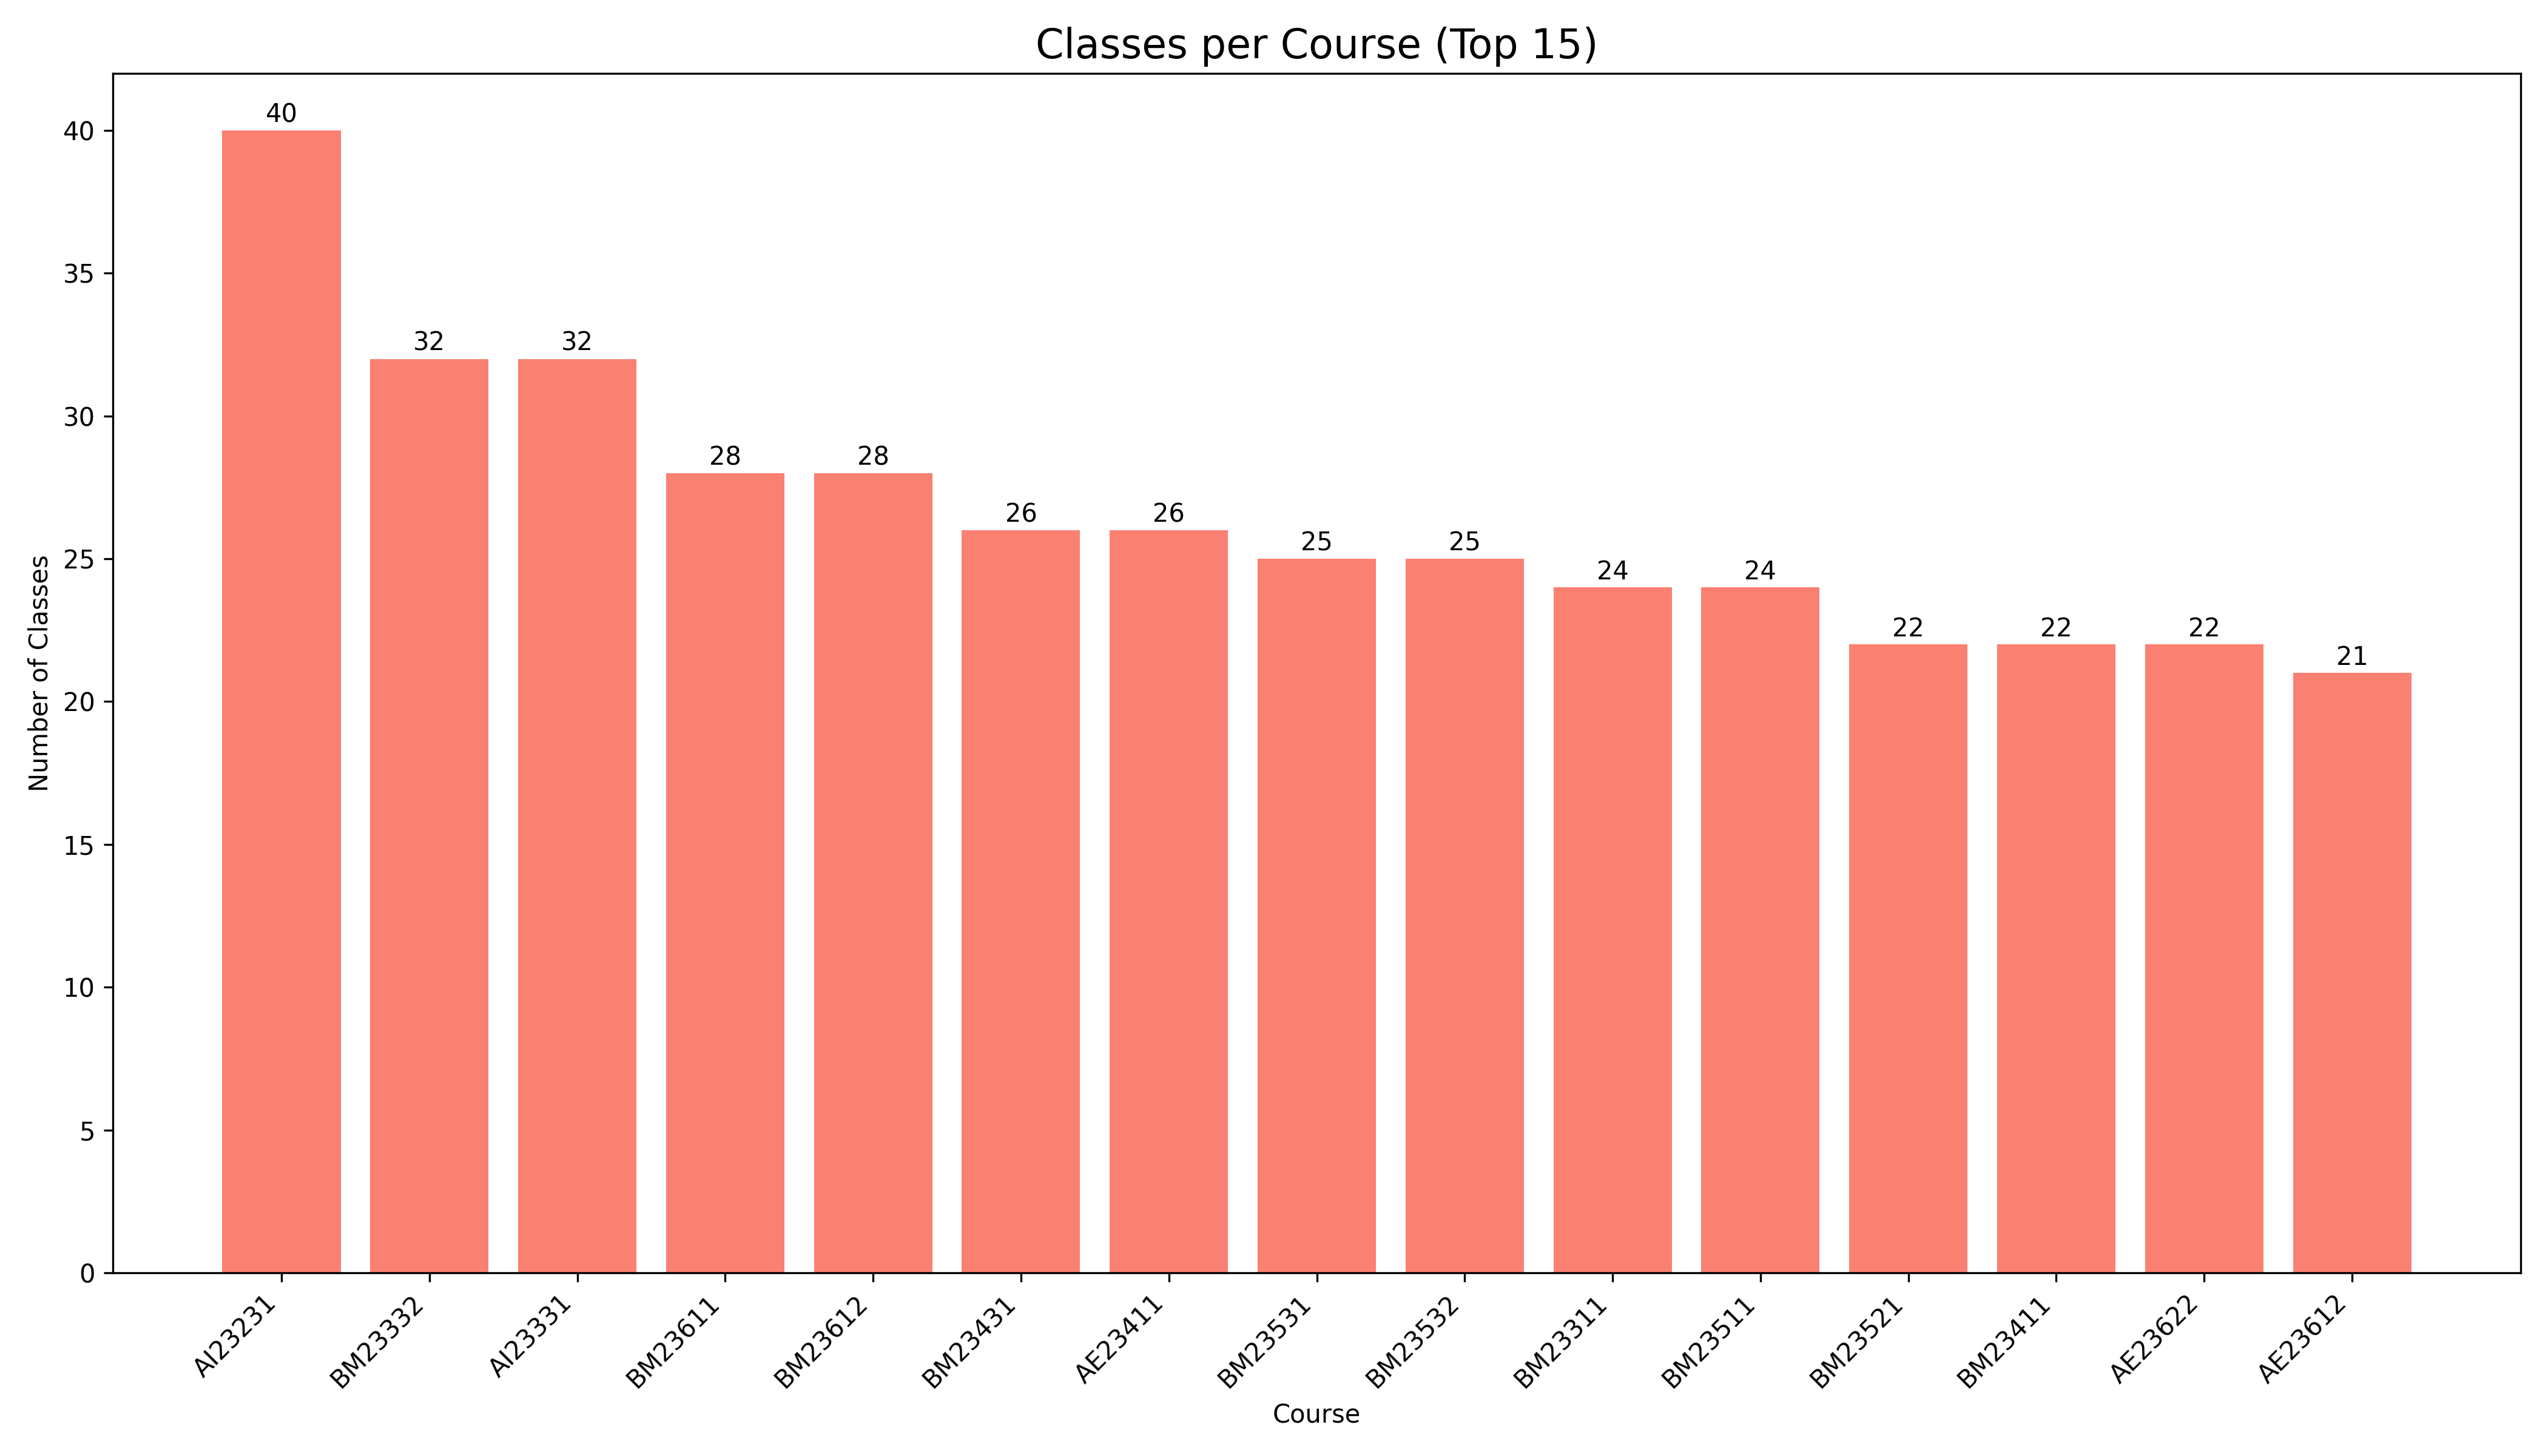 Classes per Course (Top 15)
Number of Classes
40
35
30
25
20
15
10
5
0
40
32
32
28
28
26
26
25
25
24
24
22
22
22
21
AI23231
BM23332
AI23331
BM23611
BM23612
BM23431
AE23411
BM23531
BM23532
BM23311
BM23511
BM23521
BM23411
AE23622
AE23612
Course